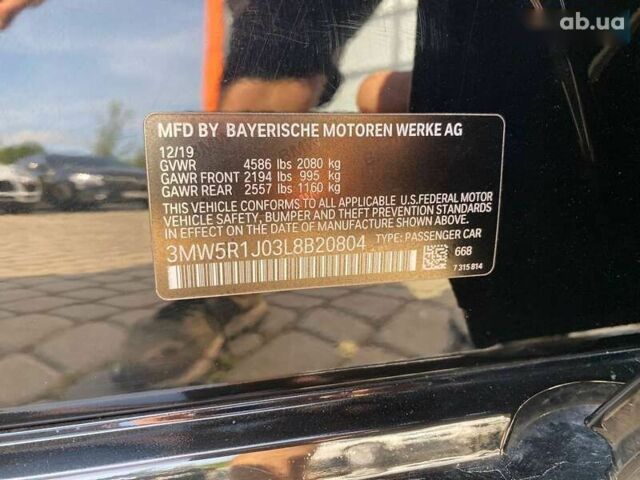 ab.ua
MFD BY BAYERISCHE MOTOREN WERKE AG
12/19
GVWR 4586 lbs 2080 kg
GAWR FRONT 2194 lbs 995 kg
GAWR REAR 2557 lbs 1160 kg
THIS VEHICLE CONFORMS TO ALL APPLICABLE U.S.FEDERAL MOTOR
VEHICLE SAFETY, BUMPER AND THEFT PREVENTION STANDARDS
IN EFFECT ON THE DATE OF MANUFACTURE SHOWN ABOVE.
3MW5R1J03L8B20804 TYPE: PASSENGER CAR
668
7 315 814